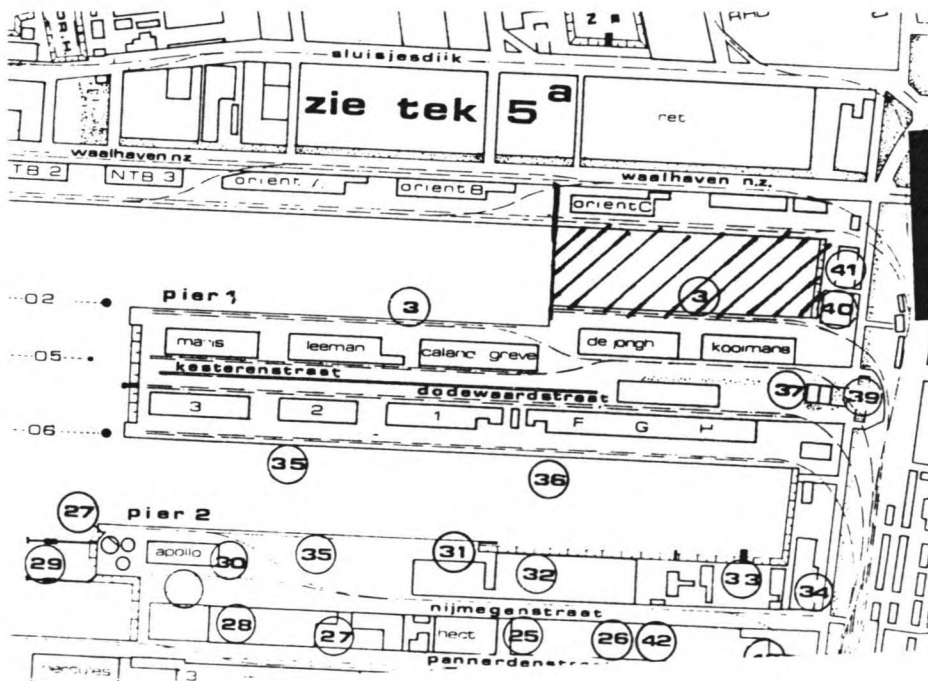 sluisjesdijk
zie tek 5a
ret
waalhaven nz
waalhaven n.z.
TB 2
NTB 3
orient B
orient C
41
02
pier 1
3
3
40
maris
leeman
caland greve
de jongh
kooimans
05
kesterenstraat
dodewaardstraat
37
39
3
2
1
F G H
06
35
36
27
pier 2
29
apollo
30
35
31
32
33
34
nijmegenstraat
28
27
hect
25
26
42
pannerdenstraat
hercules
3